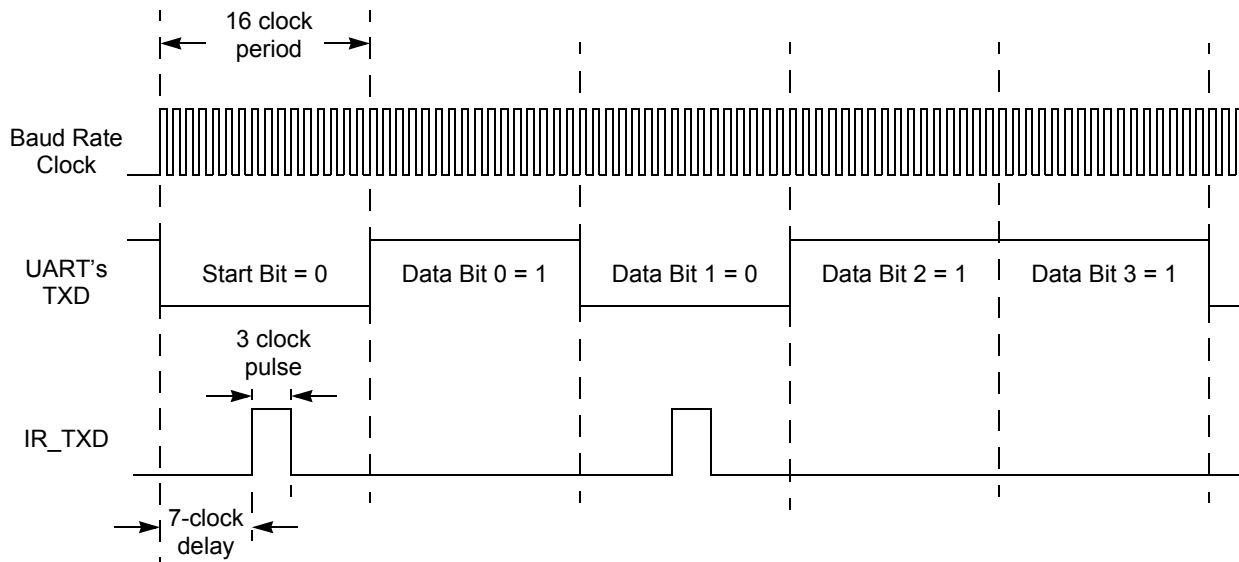 16 clock
period
Baud Rate
Clock
UART's
TXD
Start Bit = 0
Data Bit 0 = 1
Data Bit 1 = 0
Data Bit 2 = 1
Data Bit 3 = 1
3 clock
pulse
IR_TXD
7-clock
delay